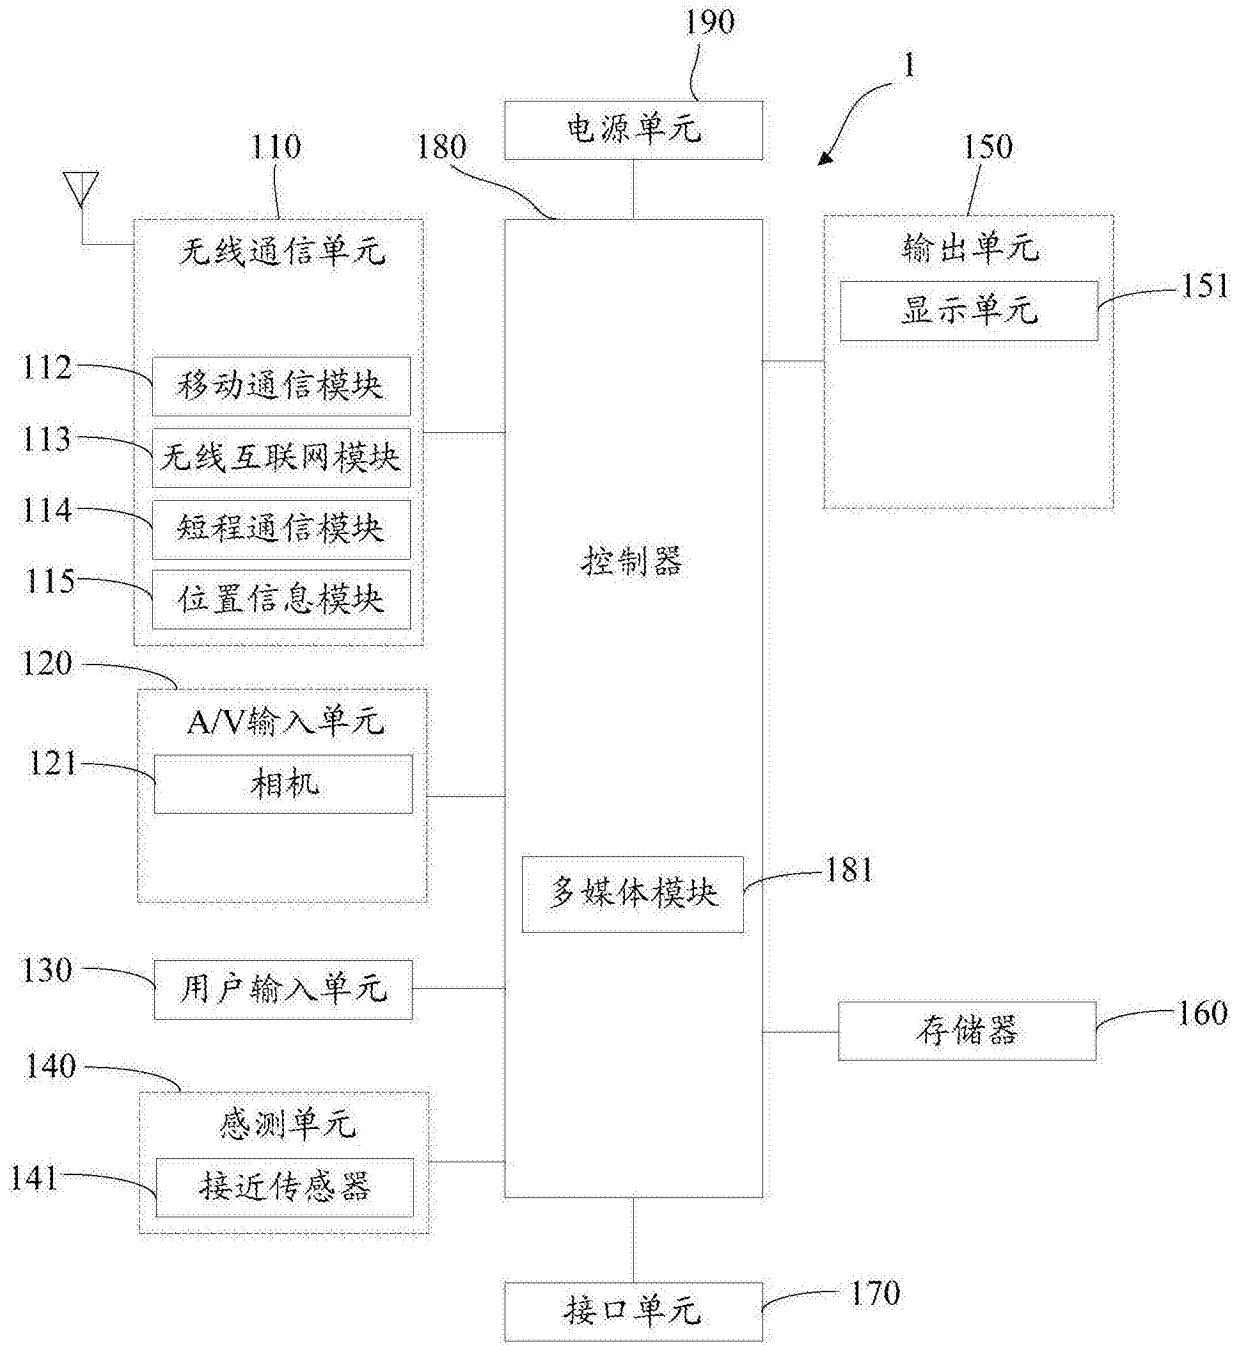 190
1
电源单元
110
180
150
无线通信单元
输出单元
显示单元
151
112
移动通信模块
113
无线互联网模块
114
短程通信模块
控制器
115
位置信息模块
120
A/V输入单元
121
相机
多媒体模块
181
130
用户输入单元
存储器
160
140
感测单元
141
接近传感器
接口单元
170